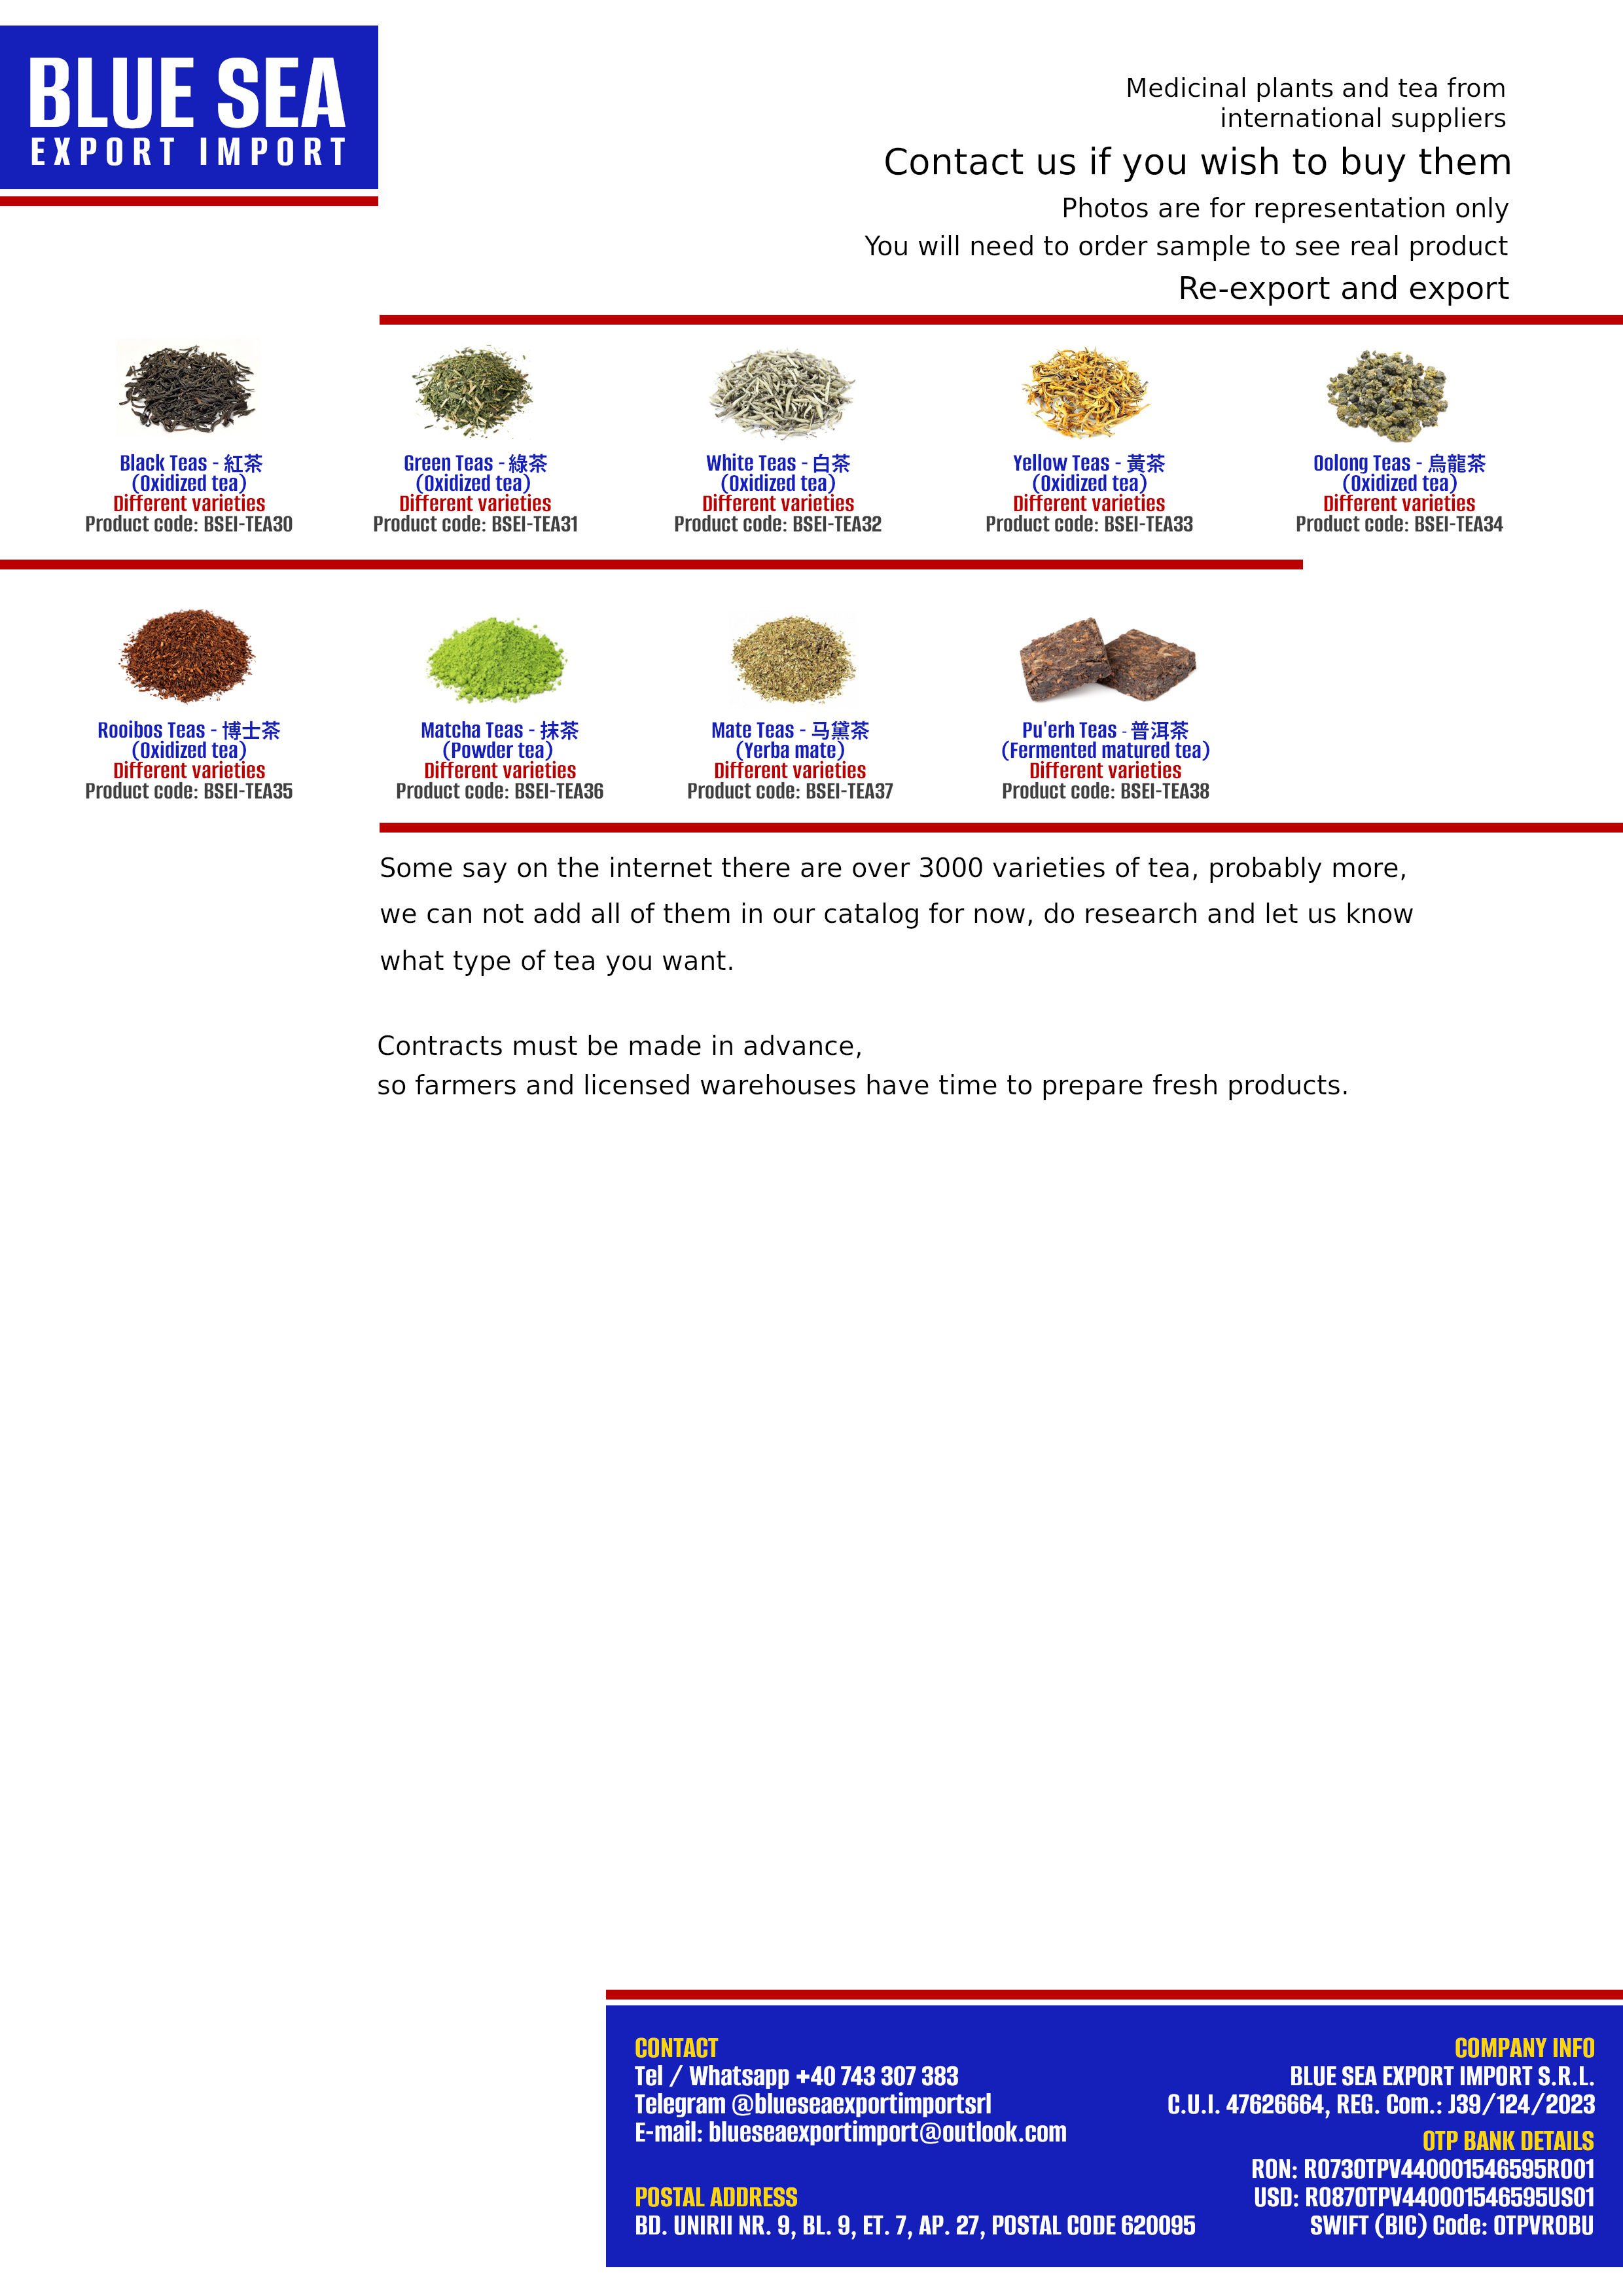 BLUE SEA
EXPORT IMPORT
Medicinal plants and tea from
international suppliers
Contact us if you wish to buy them
Photos are for representation only
You will need to order sample to see real product
Re-export and export
Black Teas - 紅茶
(Oxidized tea)
Different varieties
Product code: BSEI-TEA30
Green Teas - 綠茶
(Oxidized tea)
Different varieties
Product code: BSEI-TEA31
White Teas - 白茶
(Oxidized tea)
Different varieties
Product code: BSEI-TEA32
Yellow Teas - 黃茶
(Oxidized tea)
Different varieties
Product code: BSEI-TEA33
Oolong Teas - 烏龍茶
(Oxidized tea)
Different varieties
Product code: BSEI-TEA34
Rooibos Teas - 博士茶
(Oxidized tea)
Different varieties
Product code: BSEI-TEA35
Matcha Teas - 抹茶
(Powder tea)
Different varieties
Product code: BSEI-TEA36
Mate Teas - 马黛茶
(Yerba mate)
Different varieties
Product code: BSEI-TEA37
Pu'erh Teas - 普洱茶
(Fermented matured tea)
Different varieties
Product code: BSEI-TEA38
Some say on the internet there are over 3000 varieties of tea, probably more,
we can not add all of them in our catalog for now, do research and let us know
what type of tea you want.
Contracts must be made in advance,
so farmers and licensed warehouses have time to prepare fresh products.
CONTACT
Tel / Whatsapp +40 743 307 383
Telegram @blueseaexportimportsrl
E-mail: blueseaexportimport@outlook.com
POSTAL ADDRESS
BD. UNIRII NR. 9, BL. 9, ET. 7, AP. 27, POSTAL CODE 620095
COMPANY INFO
BLUE SEA EXPORT IMPORT S.R.L.
C.U.I. 47626664, REG. Com.: J39/124/2023
OTP BANK DETAILS
RON: RO73OTPV440001546595RO01
USD: RO87OTPV440001546595US01
SWIFT (BIC) Code: OTPVROBU